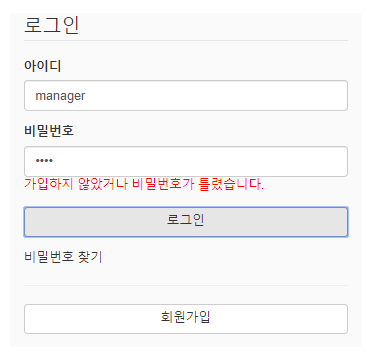 로그인
아이디
manager
비밀번호
••••
가입하지 않았거나 비밀번호가 틀렸습니다.
로그인
비밀번호 찾기
회원가입